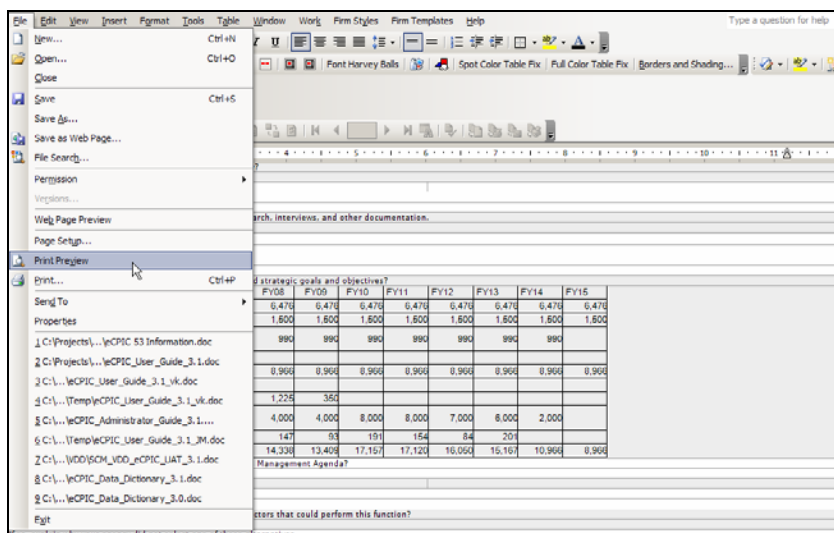 File Edit View Insert Format Tools Table Window Work Firm Styles Firm Templates Help Type a question for help
New... Ctrl+N
Open... Ctrl+O
Close
Font Harvey Balls Spot Color Table Fix Full Color Table Fix Borders and Shading...
Save Ctrl+S
Save As...
Save as Web Page...
File Search...
Permission
Versions...
Web Page Preview
arch, interviews, and other documentation.
Page Setup...
Print Preview
Print... Ctrl+P
d strategic goals and objectives?
FY08 FY09 FY10 FY11 FY12 FY13 FY14 FY15
Send To
6,476 6,476 6,476 6,476 6,476 6,476 6,476 6,476
Properties
1,500 1,500 1,500 1,500 1,500 1,500 1,500 1,500
1 C:\Projects\...\eCPIC 53 Information.doc
990 990 990 990 990 990 990
2 C:\Projects\...\eCPIC_User_Guide_3.1.doc
8,966 8,966 8,966 8,966 8,966 8,966 8,966 8,966
3 C:\...\eCPIC_User_Guide_3.1_vk.doc
4 C:\...\Temp\eCPIC_User_Guide_3.1_vk.doc
1,225 350
5 C:\...\eCPIC_Administrator_Guide_3.1....
4,000 4,000 8,000 8,000 7,000 6,000 2,000
6 C:\...\Temp\eCPIC_User_Guide_3.1_JM.doc
147 93 191 154 84 201
7 C:\...\VDD\SCM_VDD_eCPIC_UAT_3.1.doc
14,338 13,409 17,157 17,120 16,050 15,167 10,966 8,966
Management Agenda?
8 C:\...\eCPIC_Data_Dictionary_3.1.doc
9 C:\...\eCPIC_Data_Dictionary_3.0.doc
ctors that could perform this function?
Exit